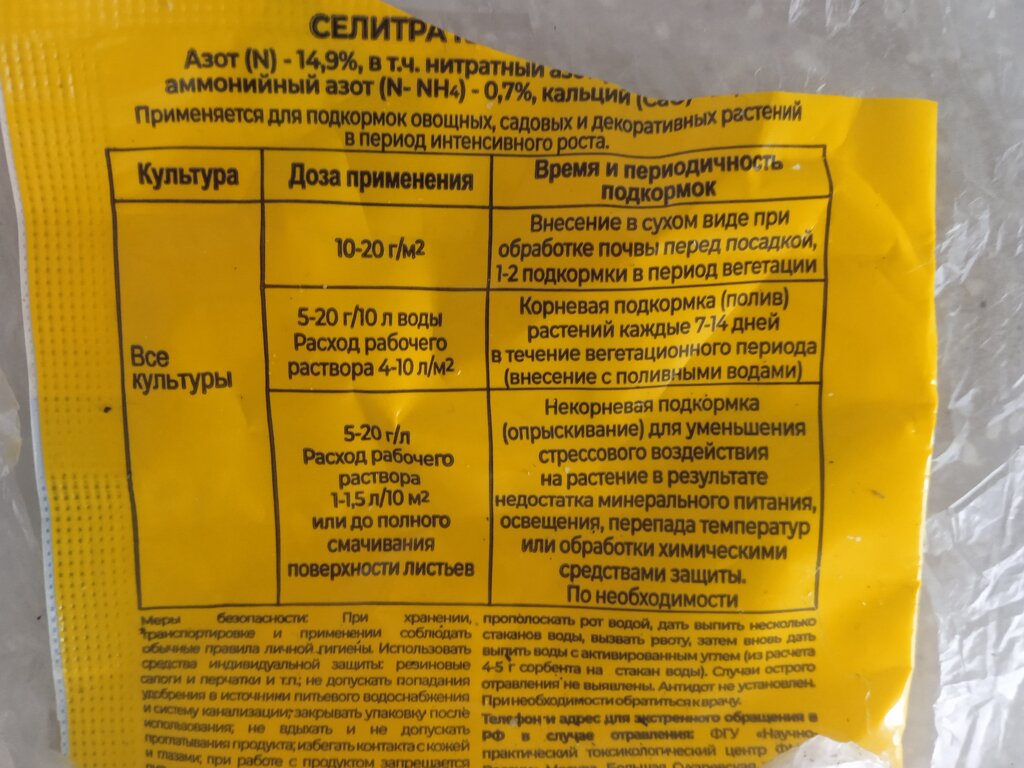 СЕЛИТРА
Азот (N) - 14,9%, в т.ч. нитратный
аммонийный азот (N- NH4) - 0,7%, кальций (CaO)
Применяется для подкормок овощных, садовых и декоративных растений
в период интенсивного роста.
Культура
Доза применения
Время и периодичность
подкормок
Все
культуры
10-20 г/м2
Внесение в сухом виде при
обработке почвы перед посадкой,
1-2 подкормки в период вегетации
5-20 г/10 л воды
Расход рабочего
раствора 4-10 л/м2
Корневая подкормка (полив)
растений каждые 7-14 дней
в течение вегетационного периода
(внесение с поливными водами)
5-20 г/л
Расход рабочего
раствора
1-1,5 л/10 м2
или до полного
смачивания
поверхности листьев
Некорневая подкормка
(опрыскивание) для уменьшения
стрессового воздействия
на растение в результате
недостатка минерального питания,
освещения, перепада температур
или обработки химическими
средствами защиты.
По необходимости
Меры безопасности: При хранении,
транспортировке и применении соблюдать
обычные правила личной гигиены. Использовать
средства индивидуальной защиты: резиновые
сапоги и перчатки и т.п.; не допускать попадания
удобрения в источники питьевого водоснабжения
и систему канализации; закрывать упаковку после
использования; не вдыхать и не допускать
проглатывания продукта; избегать контакта с кожей
и глазами; при работе с продуктом запрещается
прополоскать рот водой, дать выпить несколько
стаканов воды, вызвать рвоту, затем вновь дать
выпить воды с активированным углем (из расчета
4-5 г сорбента на стакан воды). Случаи острого
отравления не выявлены. Антидот не установлен.
При необходимости обратиться к врачу.
Телефон и адрес для экстренного обращения в
РФ в случае отравления: ФГУ «Научно-
практический токсикологический центр